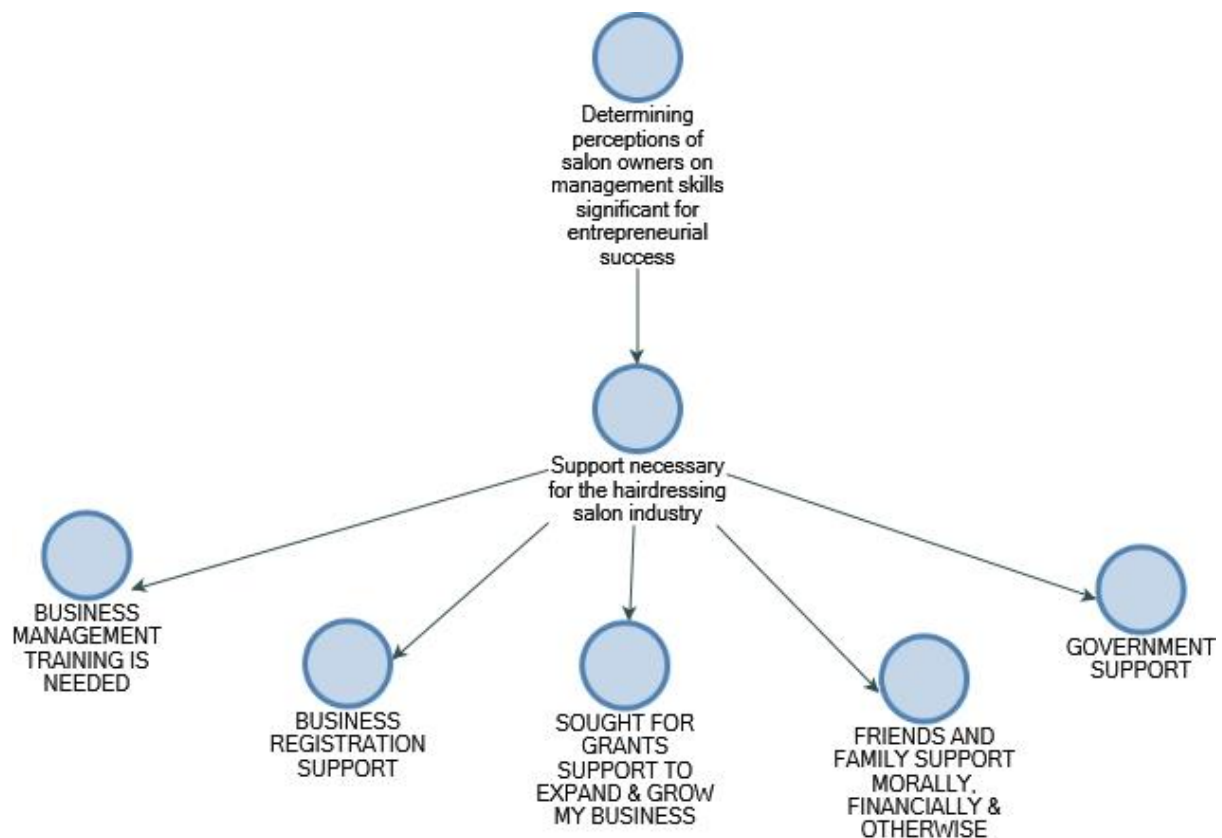 Determining
perceptions of
salon owners on
management skills
significant for
entrepreneurial
success
Support necessary
for the hairdressing
salon industry
BUSINESS
MANAGEMENT
TRAINING IS
NEEDED
BUSINESS
REGISTRATION
SUPPORT
SOUGHT FOR
GRANTS
SUPPORT TO
EXPAND & GROW
MY BUSINESS
FRIENDS AND
FAMILY SUPPORT
MORALLY,
FINANCIALLY &
OTHERWISE
GOVERNMENT
SUPPORT